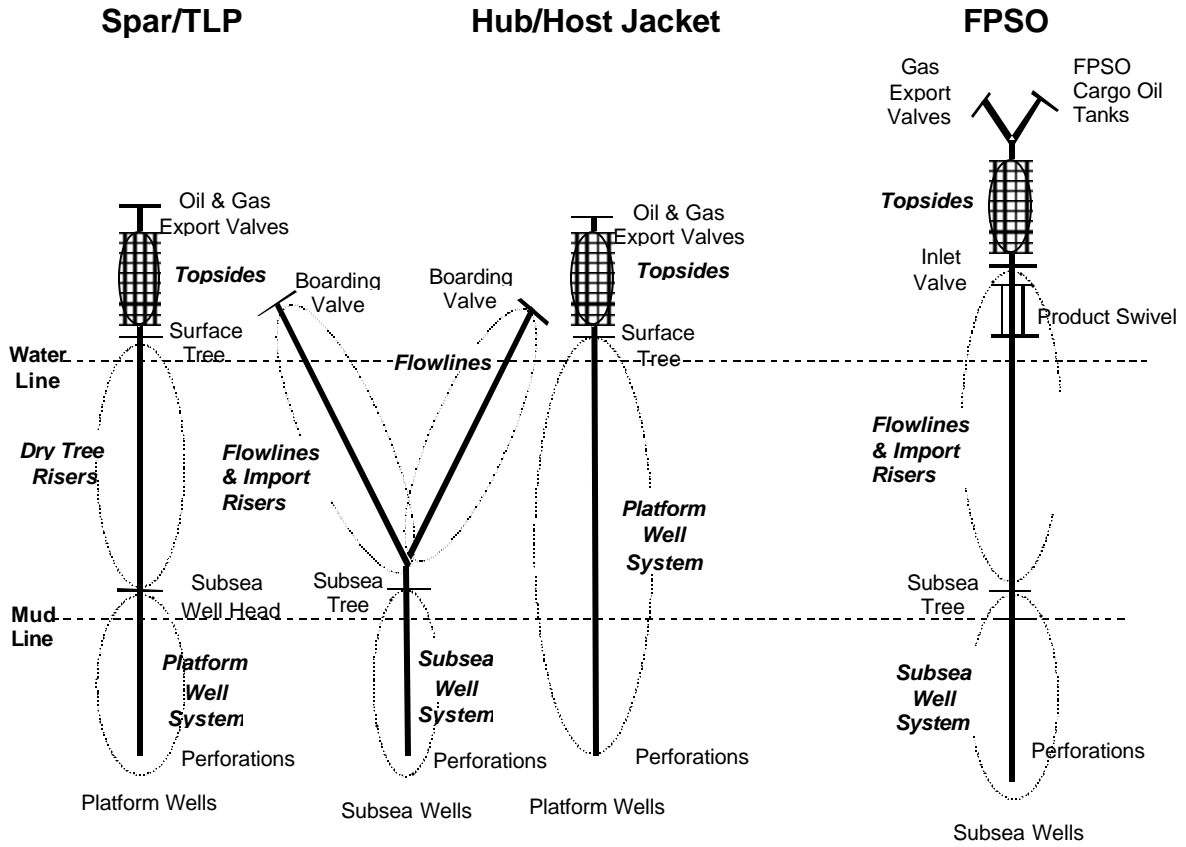 Spar/TLP
Hub/Host Jacket
FPSO
Gas
Export
Valves
FPSO
Cargo Oil
Tanks
Oil & Gas
Export Valves
Topsides
Boarding
Valve
Boarding
Valve
Oil & Gas
Export Valves
Topsides
Topsides
Inlet
Valve
Product Swivel
Surface
Tree
Surface
Tree
Water
Line
Flowlines
Dry Tree
Risers
Flowlines
& Import
Risers
Platform
Well
System
Flowlines
& Import
Risers
Subsea
Well Head
Subsea
Tree
Subsea
Tree
Mud
Line
Platform
Well
System
Subsea
Well
System
Subsea
Well
System
Perforations
Perforations
Perforations
Perforations
Platform Wells
Subsea Wells
Platform Wells
Subsea Wells